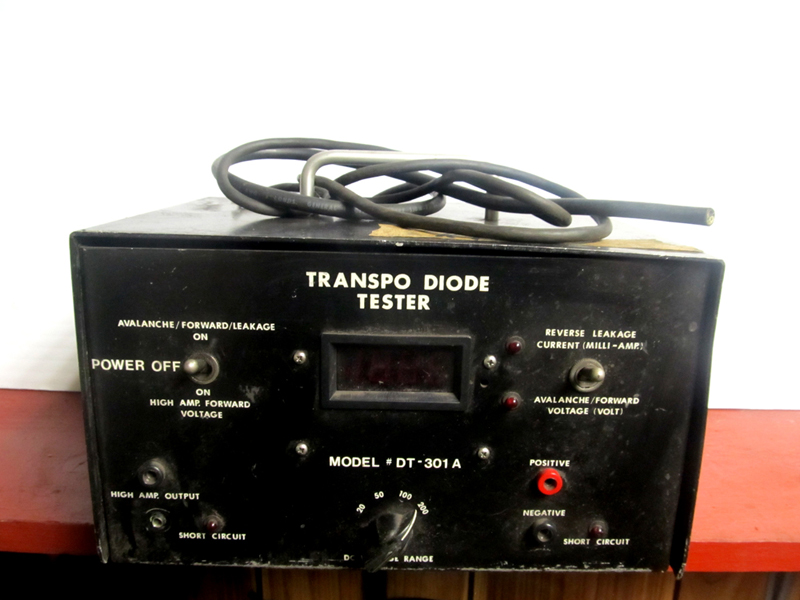 TRANSPO DIODE
TESTER
AVALANCHE/FORWARD/LEAKAGE
ON
POWER OFF
ON
HIGH AMP. FORWARD
VOLTAGE
REVERSE LEAKAGE
CURRENT (MILLI-AMP.)
AVALANCHE/FORWARD
VOLTAGE (VOLT)
MODEL # DT-301A
HIGH AMP. OUTPUT
SHORT CIRCUIT
20 50 100 200
RANGE
POSITIVE
NEGATIVE
SHORT CIRCUIT